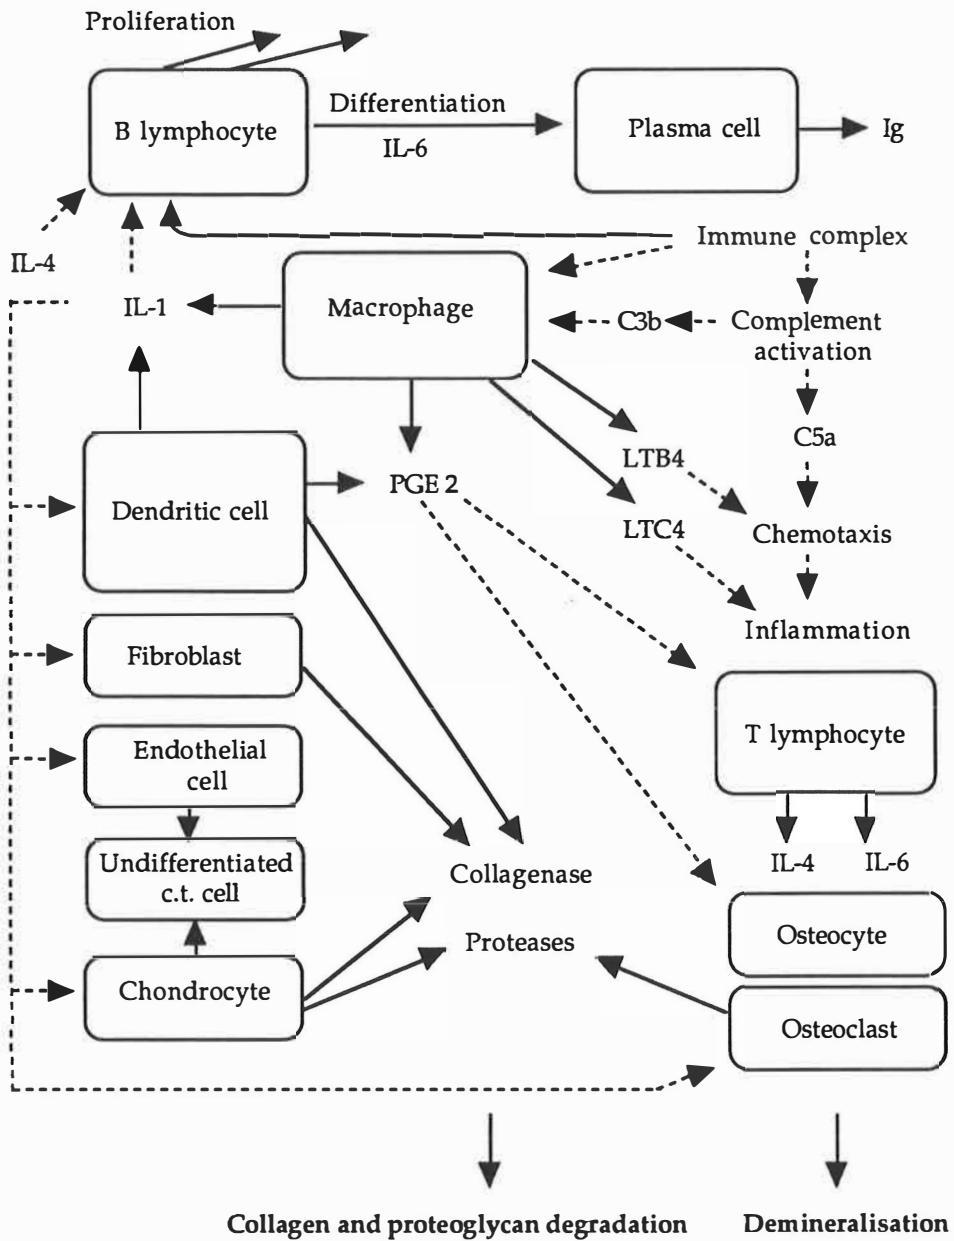 Proliferation
B lymphocyte
Differentiation
IL-6
Plasma cell
Ig
IL-4
IL-1
Macrophage
Immune complex
C3b
Complement
activation
C5a
LTB4
LTC4
Chemotaxis
Inflammation
Dendritic cell
PGE 2
Fibroblast
Endothelial
cell
Undifferentiated
c.t. cell
Chondrocyte
Collagenase
Proteases
T lymphocyte
IL-4
IL-6
Osteocyte
Osteoclast
Collagen and proteoglycan degradation
Demineralisation